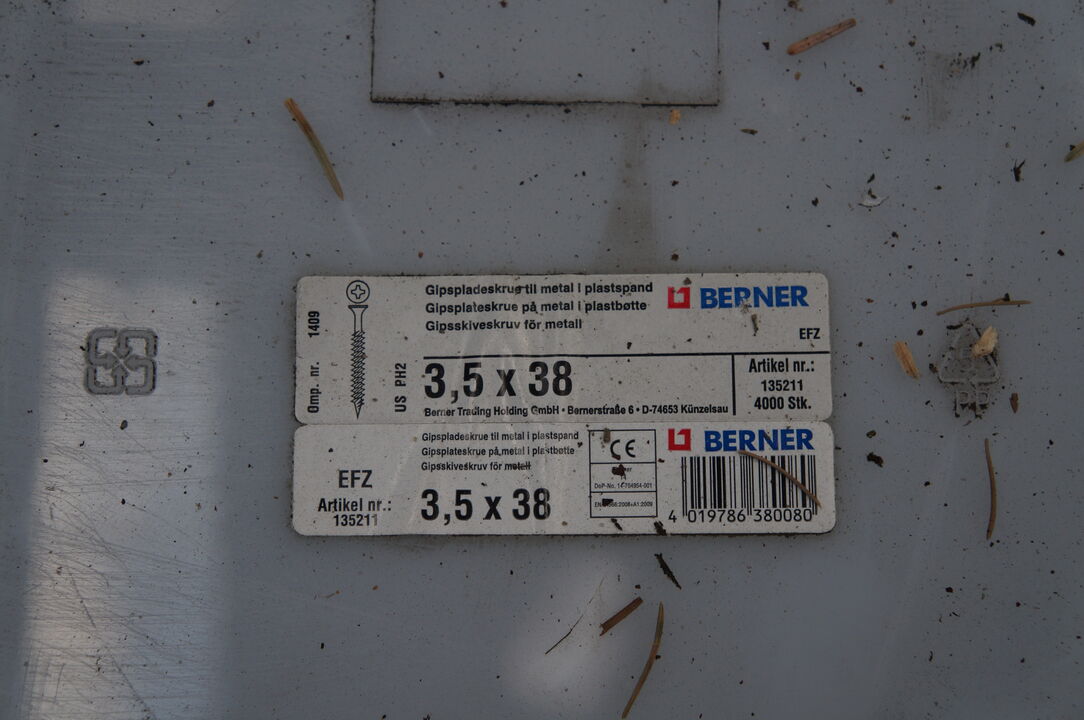 Omp. nr. 1409
US PH2
Gipspladeskrue til metal i plastspand
Gipsplateskrue på metal i plastbøtte
Gipsskiveskruv för metall
BERNER
EFZ
3,5 x 38
Artikel nr.:
135211
4000 Stk.
Berner Trading Holding GmbH • Bernerstraße 6 • D-74653 Künzelsau
Gipspladeskrue til metal i plastspand
Gipsplateskrue på metal i plastbøtte
Gipsskiveskruv för metall
EFZ
Artikel nr.:
135211
3,5 x 38
CE
DoP-No.
BERNER
4 019786 380080
PP